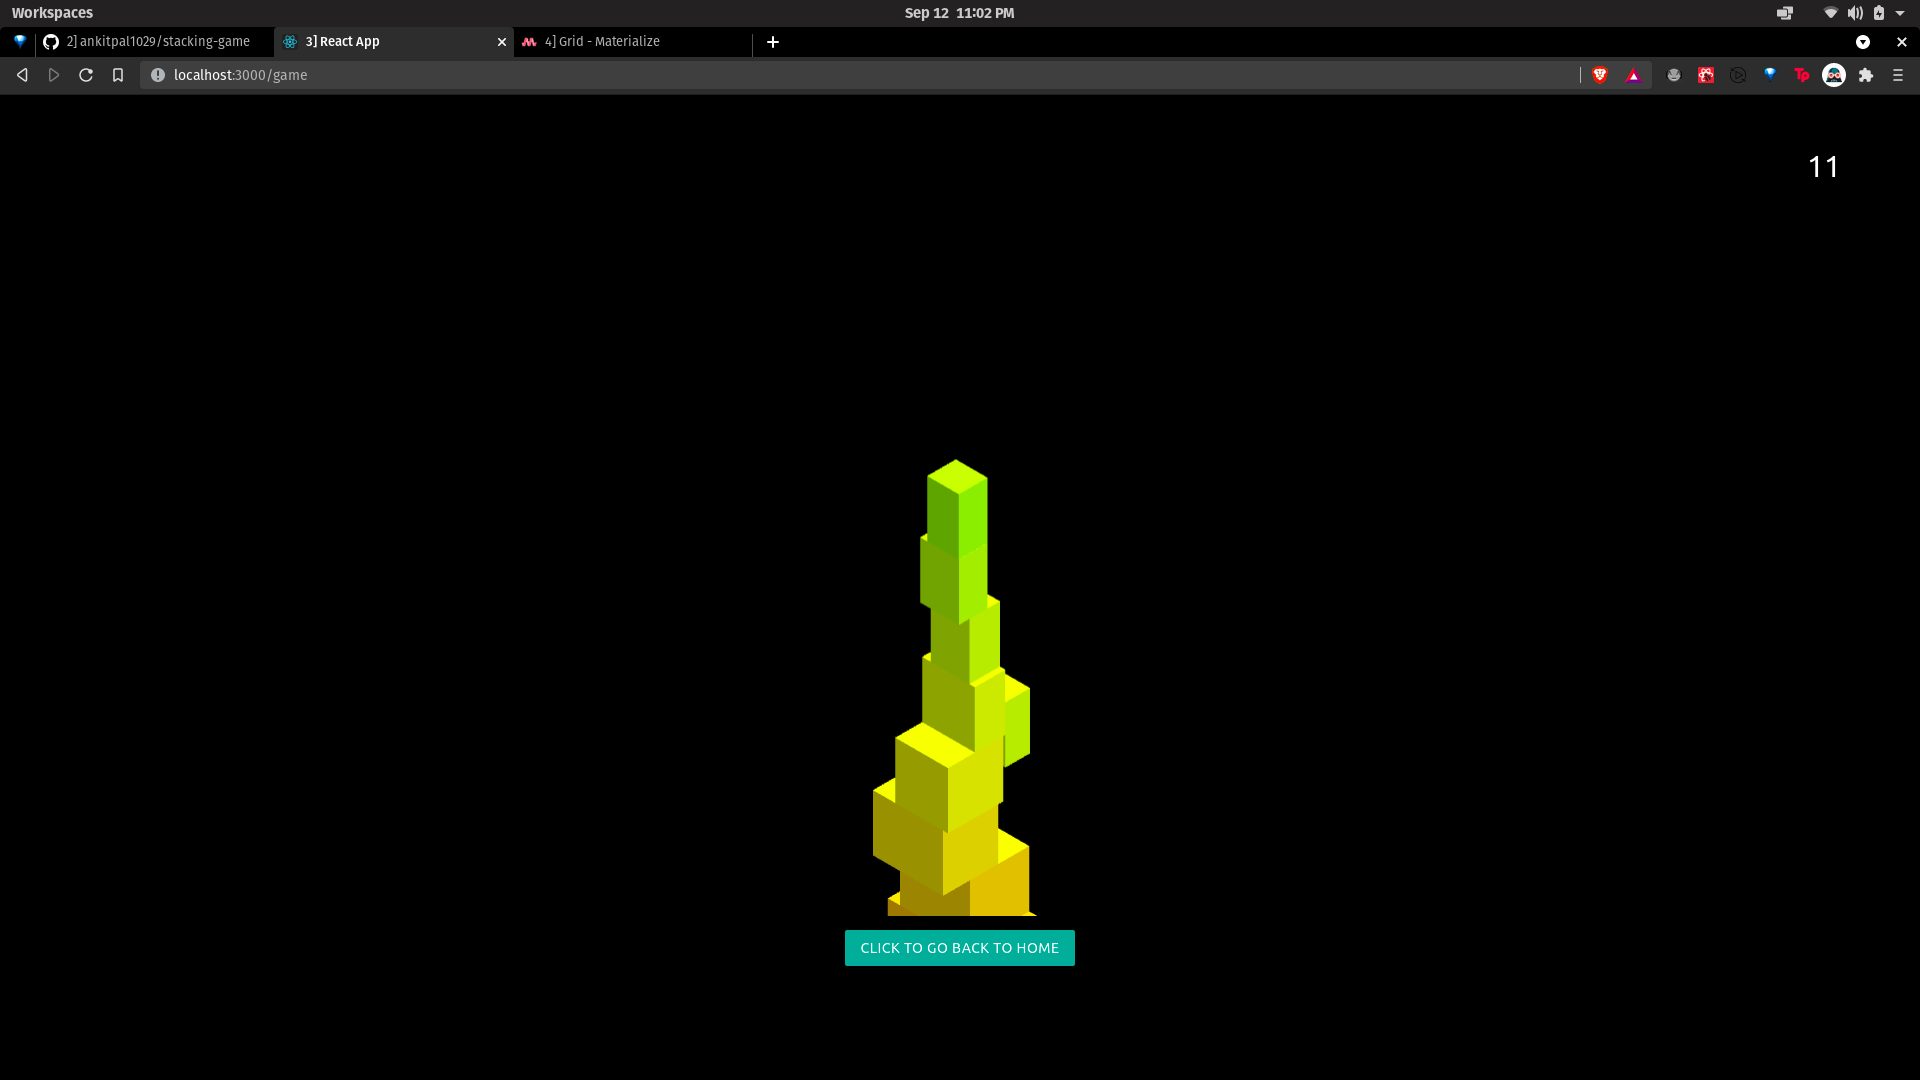 Workspaces
Sep 12 11:02 PM
2] ankitpal1029/stacking-game
3] React App
4] Grid - Materialize
localhost:3000/game
Tp
11
CLICK TO GO BACK TO HOME